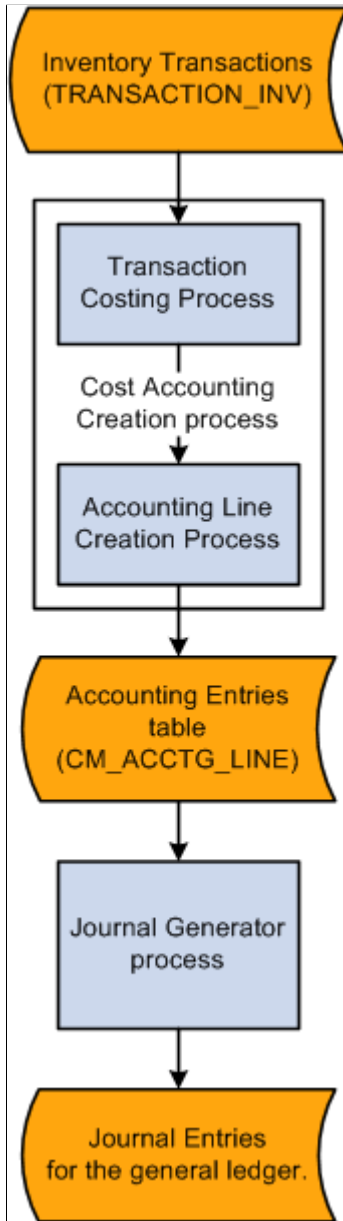 Inventory Transactions
(TRANSACTION_INV)
Transaction
Costing Process
Cost Accounting
Creation process
Accounting Line
Creation Process
Accounting Entries
table
(CM_ACCTG_LINE)
Journal Generator
process
Journal Entries
for the general ledger.